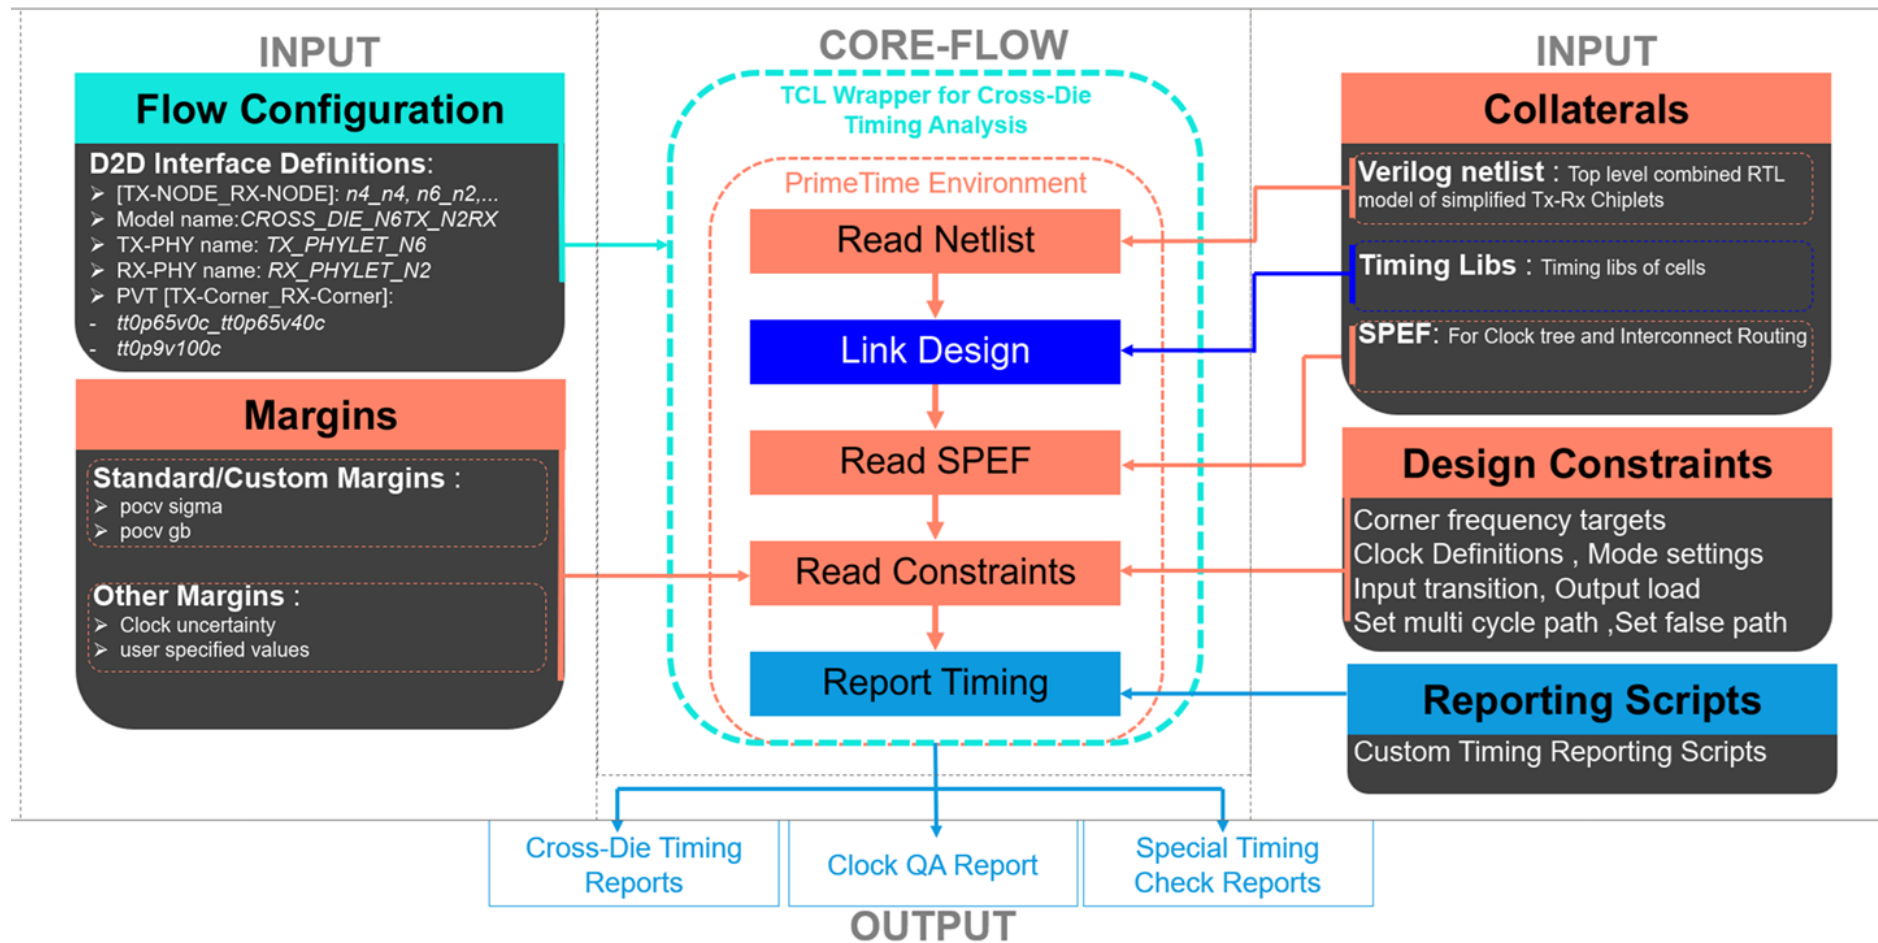 INPUT
Flow Configuration
D2D Interface Definitions:
➢ [TX-NODE_RX-NODE]: n4_n4, n6_n2,...
➢ Model name:CROSS_DIE_N6TX_N2RX
➢ TX-PHY name: TX_PHYLET_N6
➢ RX-PHY name: RX_PHYLET_N2
➢ PVT [TX-Corner_RX-Corner]:
- tt0p65v0c_tt0p65v40c
- tt0p9v100c
Margins
Standard/Custom Margins :
➢ pocv sigma
➢ pocv gb
Other Margins :
➢ Clock uncertainty
➢ user specified values
CORE-FLOW
TCL Wrapper for Cross-Die
Timing Analysis
PrimeTime Environment
Read Netlist
Link Design
Read SPEF
Read Constraints
Report Timing
INPUT
Collaterals
Verilog netlist : Top level combined RTL
model of simplified Tx-Rx Chiplets
Timing Libs : Timing libs of cells
SPEF: For Clock tree and Interconnect Routing
Design Constraints
Corner frequency targets
Clock Definitions , Mode settings
Input transition, Output load
Set multi cycle path ,Set false path
Reporting Scripts
Custom Timing Reporting Scripts
Cross-Die Timing
Reports
Clock QA Report
Special Timing
Check Reports
OUTPUT